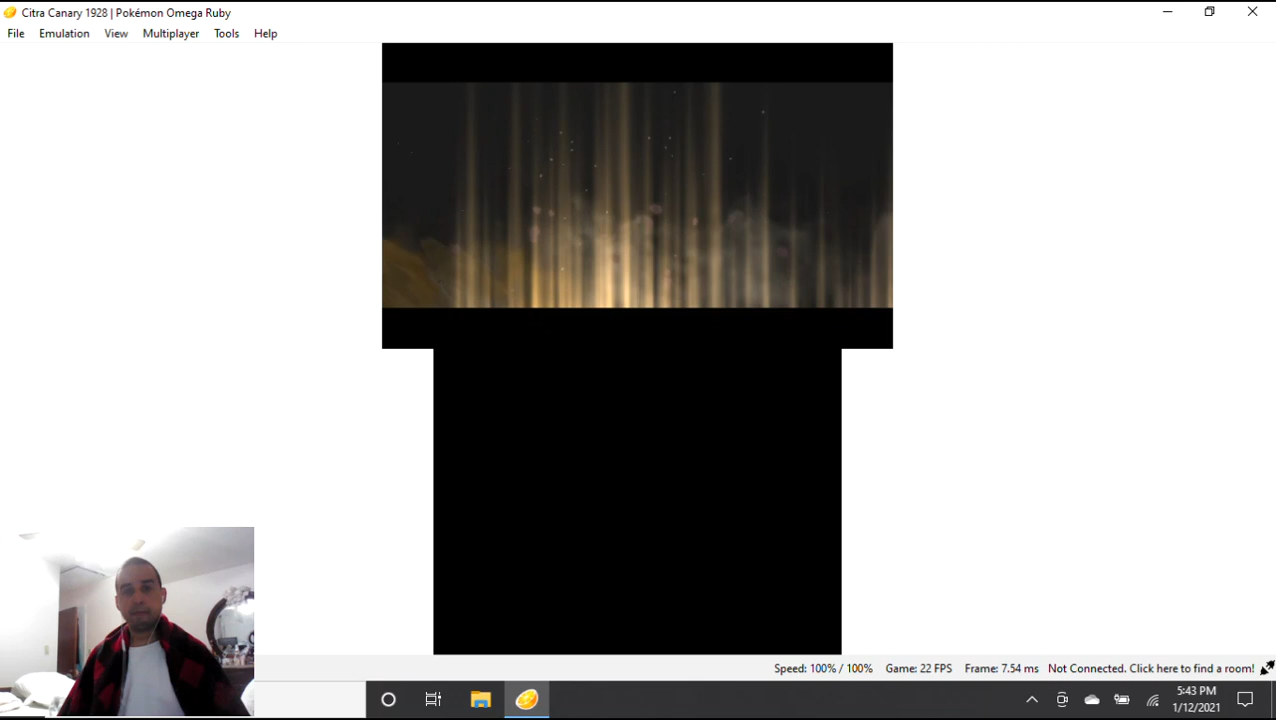 Citra Canary 1928 | Pokémon Omega Ruby
File Emulation View Multiplayer Tools Help
Speed: 100% / 100% Game: 22 FPS Frame: 7.54 ms Not Connected. Click here to find a room!
5:43 PM
1/12/2021